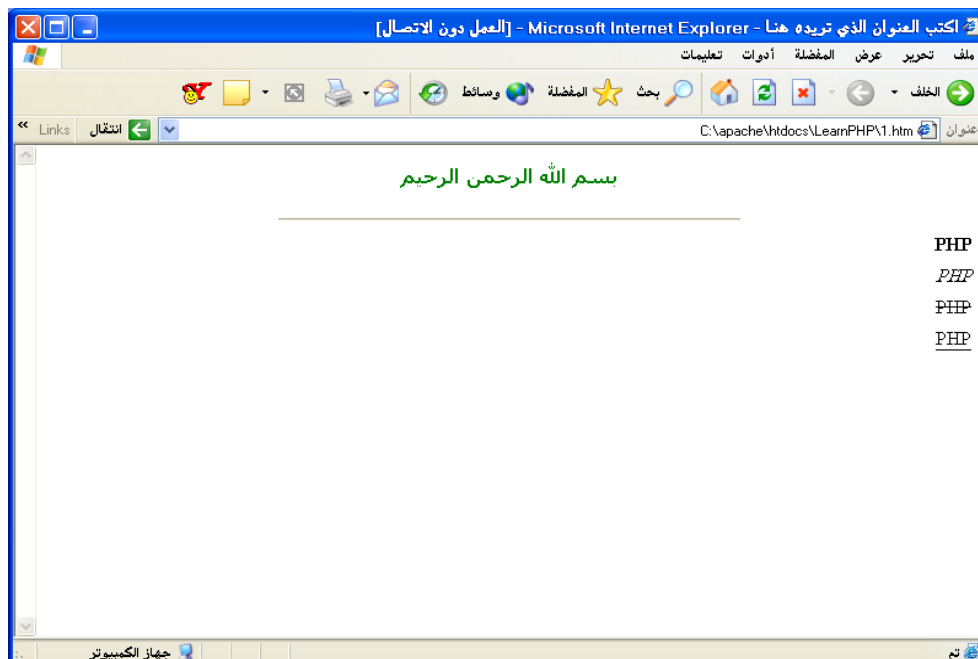 اكتب العنوان الذي تريده هنا - Microsoft Internet Explorer - [العمل دون الاتصال]
ملف تحرير عرض المفضلة أدوات تعليمات
الخلف بحث المفضلة وسائط
عنوان C:\apache\htdocs\LearnPHP\1.htm انتقال Links »
بسم الله الرحمن الرحيم
PHP
PHP
PHP
PHP
تم جهاز الكمبيوتر